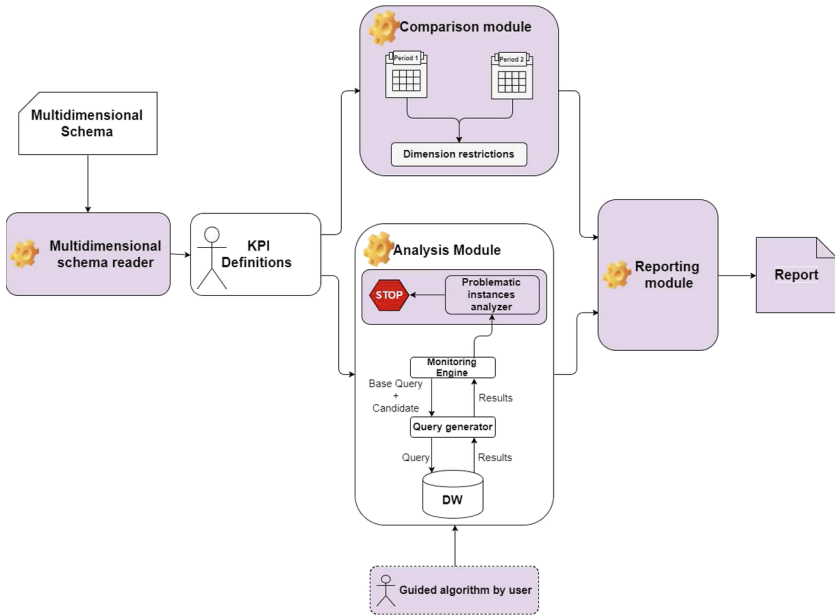 Comparison module
Period 1
Period 2
Dimension restrictions
Multidimensional
Schema
Multidimensional
schema reader
KPI
Definitions
Analysis Module
STOP
Problematic
instances
analyzer
Monitoring
Engine
Base Query
+
Candidate
Results
Query generator
Query
Results
DW
Guided algorithm by user
Reporting
module
Report